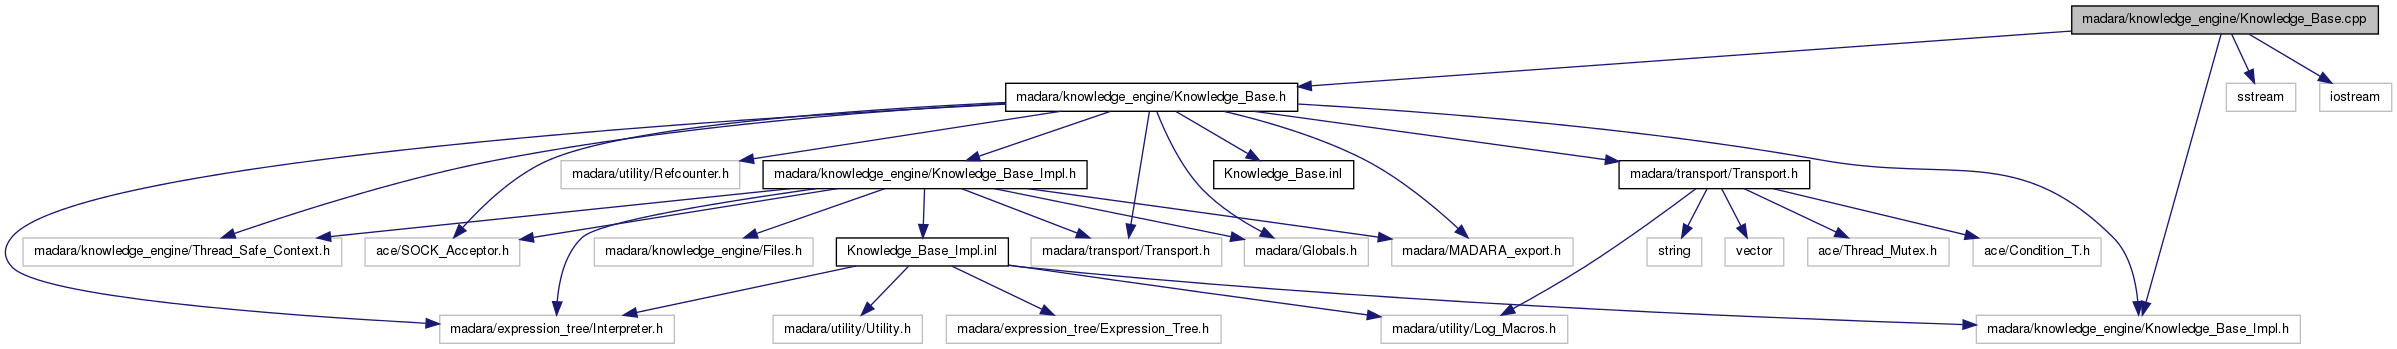 madara/knowledge_engine/Knowledge_Base.cpp
madara/knowledge_engine/Knowledge_Base.h
sstream
iostream
madara/utility/Refcounter.h
madara/knowledge_engine/Knowledge_Base_Impl.h
Knowledge_Base.inl
madara/transport/Transport.h
madara/knowledge_engine/Thread_Safe_Context.h
ace/SOCK_Acceptor.h
madara/knowledge_engine/Files.h
Knowledge_Base_Impl.inl
madara/transport/Transport.h
madara/Globals.h
madara/MADARA_export.h
string
vector
ace/Thread_Mutex.h
ace/Condition_T.h
madara/expression_tree/Interpreter.h
madara/utility/Utility.h
madara/expression_tree/Expression_Tree.h
madara/utility/Log_Macros.h
madara/knowledge_engine/Knowledge_Base_Impl.h